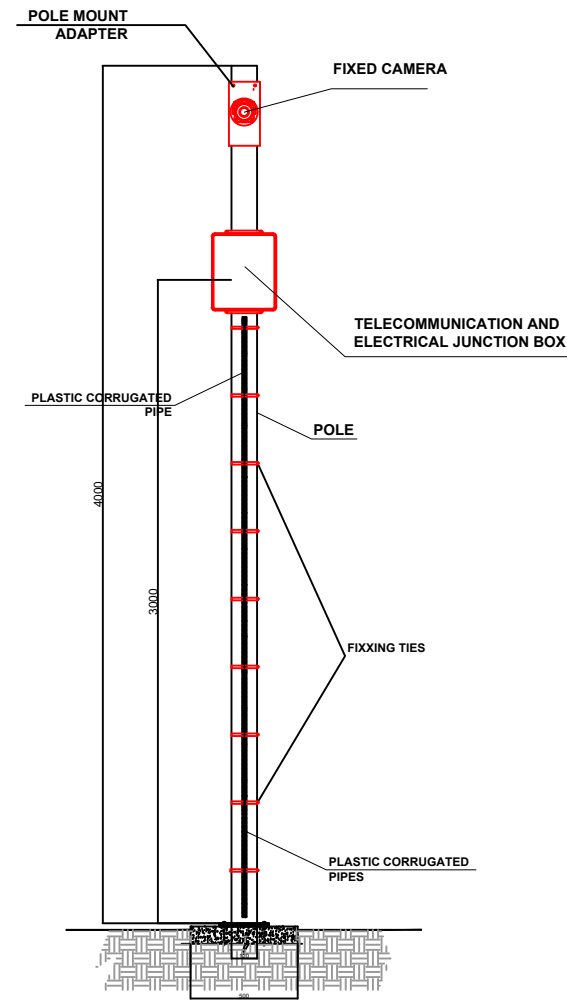 POLE MOUNT
ADAPTER
FIXED CAMERA
TELECOMMUNICATION AND
ELECTRICAL JUNCTION BOX
PLASTIC CORRUGATED
PIPE
POLE
4000
3000
FIXXING TIES
PLASTIC CORRUGATED
PIPES
500